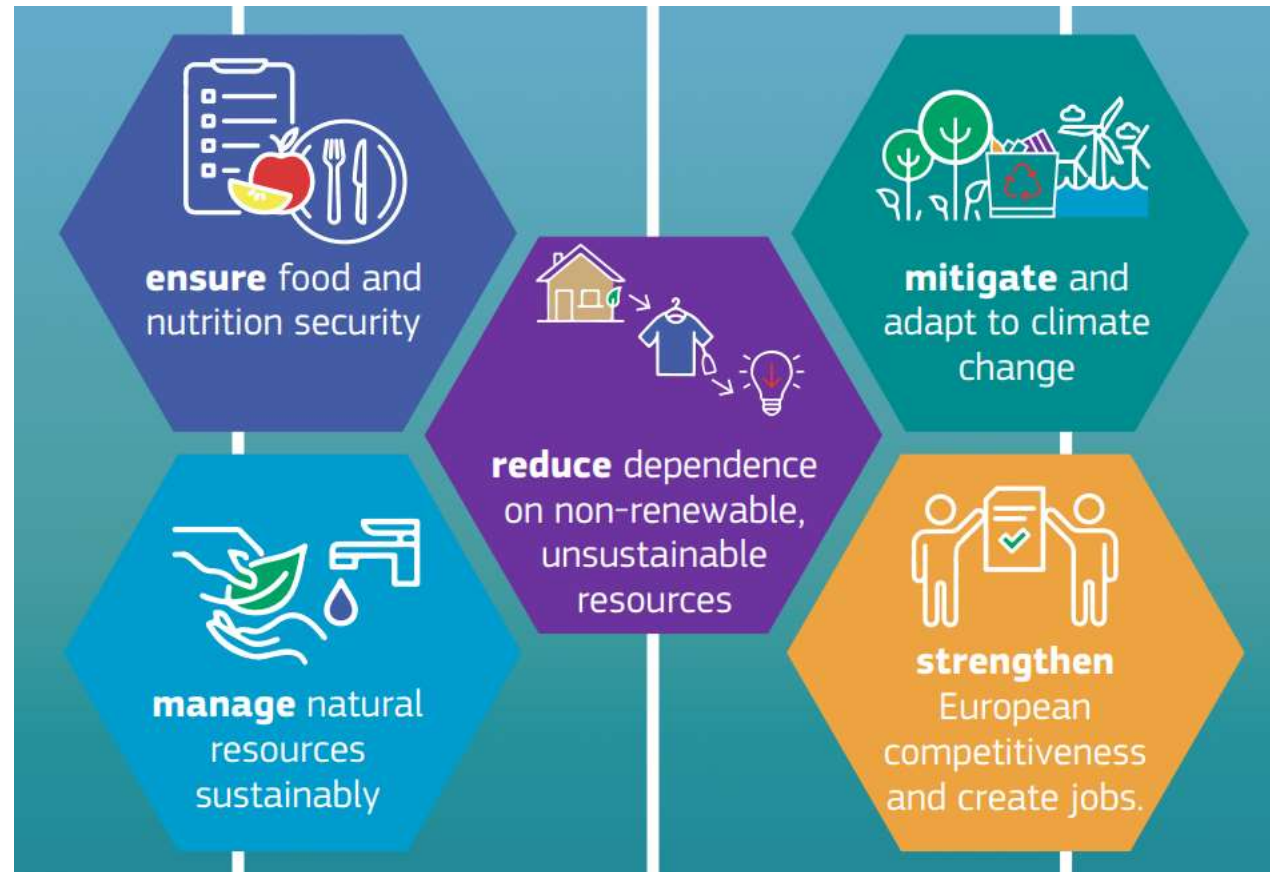 ensure food and
nutrition security
manage natural
resources
sustainably
reduce dependence
on non-renewable,
unsustainable
resources
mitigate and
adapt to climate
change
strengthen
European
competitiveness
and create jobs.